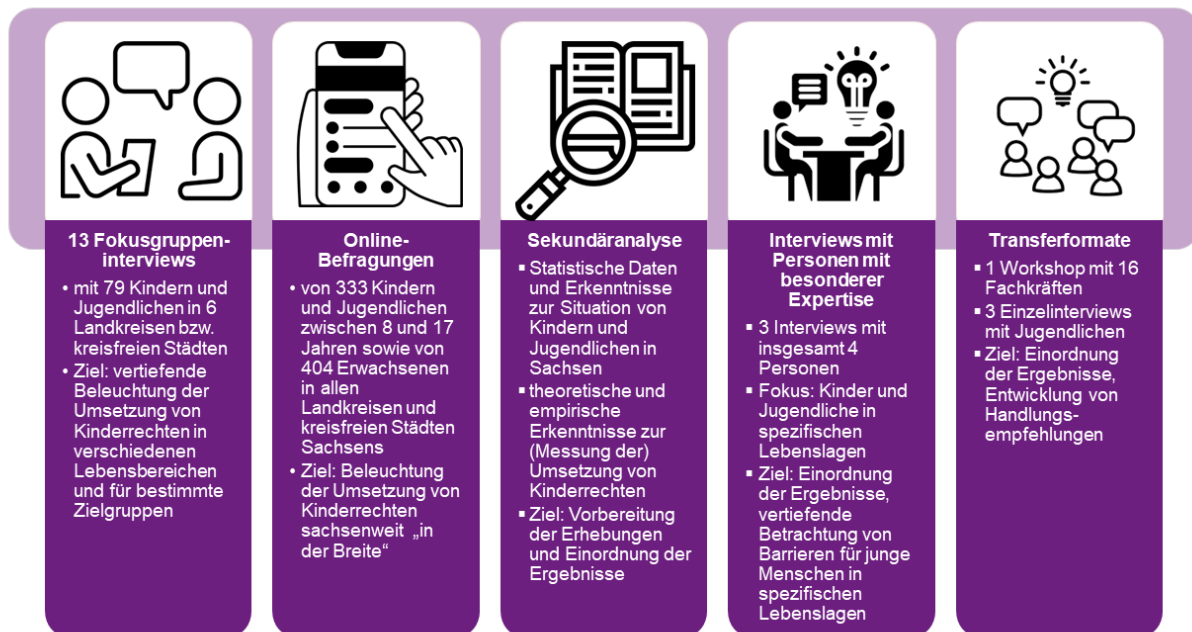 13 Fokusgruppen-
interviews
• mit 79 Kindern und
Jugendlichen in 6
Landkreisen bzw.
kreisfreien Städten
• Ziel: vertiefende
Beleuchtung der
Umsetzung von
Kinderrechten in
verschiedenen
Lebensbereichen
und für bestimmte
Zielgruppen
Online-
Befragungen
• von 333 Kindern
und Jugendlichen
zwischen 8 und 17
Jahren sowie von
404 Erwachsenen
in allen
Landkreisen und
kreisfreien Städten
Sachsens
• Ziel: Beleuchtung
der Umsetzung von
Kinderrechten
sachsenweit „in
der Breite“
Sekundäranalyse
▪ Statistische Daten
und Erkenntnisse
zur Situation von
Kindern und
Jugendlichen in
Sachsen
▪ theoretische und
empirische
Erkenntnisse zur
(Messung der)
Umsetzung von
Kinderrechten
▪ Ziel: Vorbereitung
der Erhebungen
und Einordnung der
Ergebnisse
Interviews mit
Personen mit
besonderer
Expertise
▪ 3 Interviews mit
insgesamt 4
Personen
▪ Fokus: Kinder und
Jugendliche in
spezifischen
Lebenslagen
▪ Ziel: Einordnung
der Ergebnisse,
vertiefende
Betrachtung von
Barrieren für junge
Menschen in
spezifischen
Lebenslagen
Transferformate
▪ 1 Workshop mit 16
Fachkräften
▪ 3 Einzelinterviews
mit Jugendlichen
▪ Ziel: Einordnung
der Ergebnisse,
Entwicklung von
Handlungs-
empfehlungen